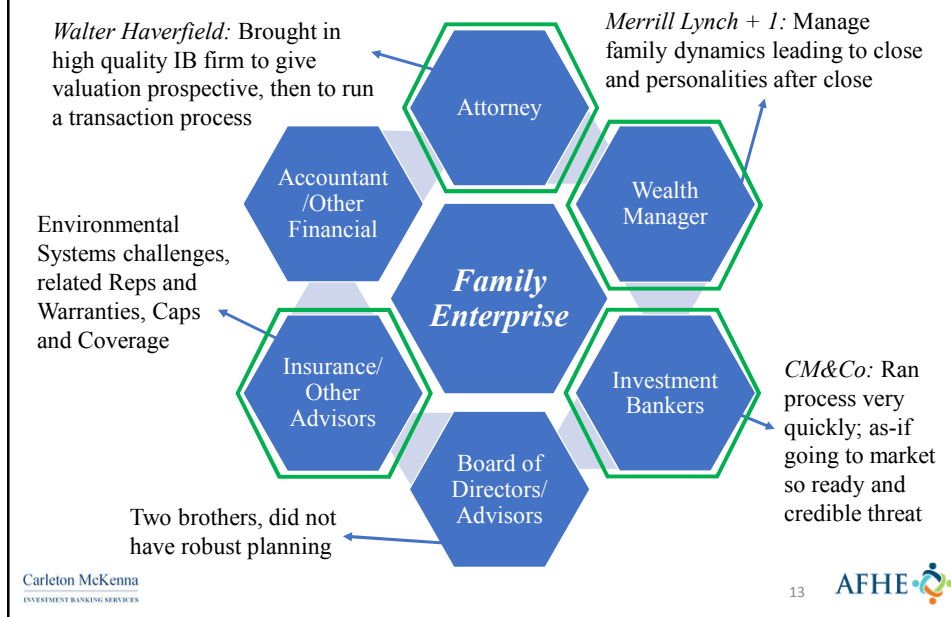 Walter Haverfield: Brought in
high quality IB firm to give
valuation prospective, then to run
a transaction process
Merrill Lynch + 1: Manage
family dynamics leading to close
and personalities after close
Attorney
Accountant
/Other
Financial
Wealth
Manager
Environmental
Systems challenges,
related Reps and
Warranties, Caps
and Coverage
Family
Enterprise
Insurance/
Other
Advisors
Investment
Bankers
CM&Co: Ran
process very
quickly; as-if
going to market
so ready and
credible threat
Board of
Directors/
Advisors
Two brothers, did not
have robust planning
Carleton McKenna
INVESTMENT BANKING SERVICES
13
AFHE